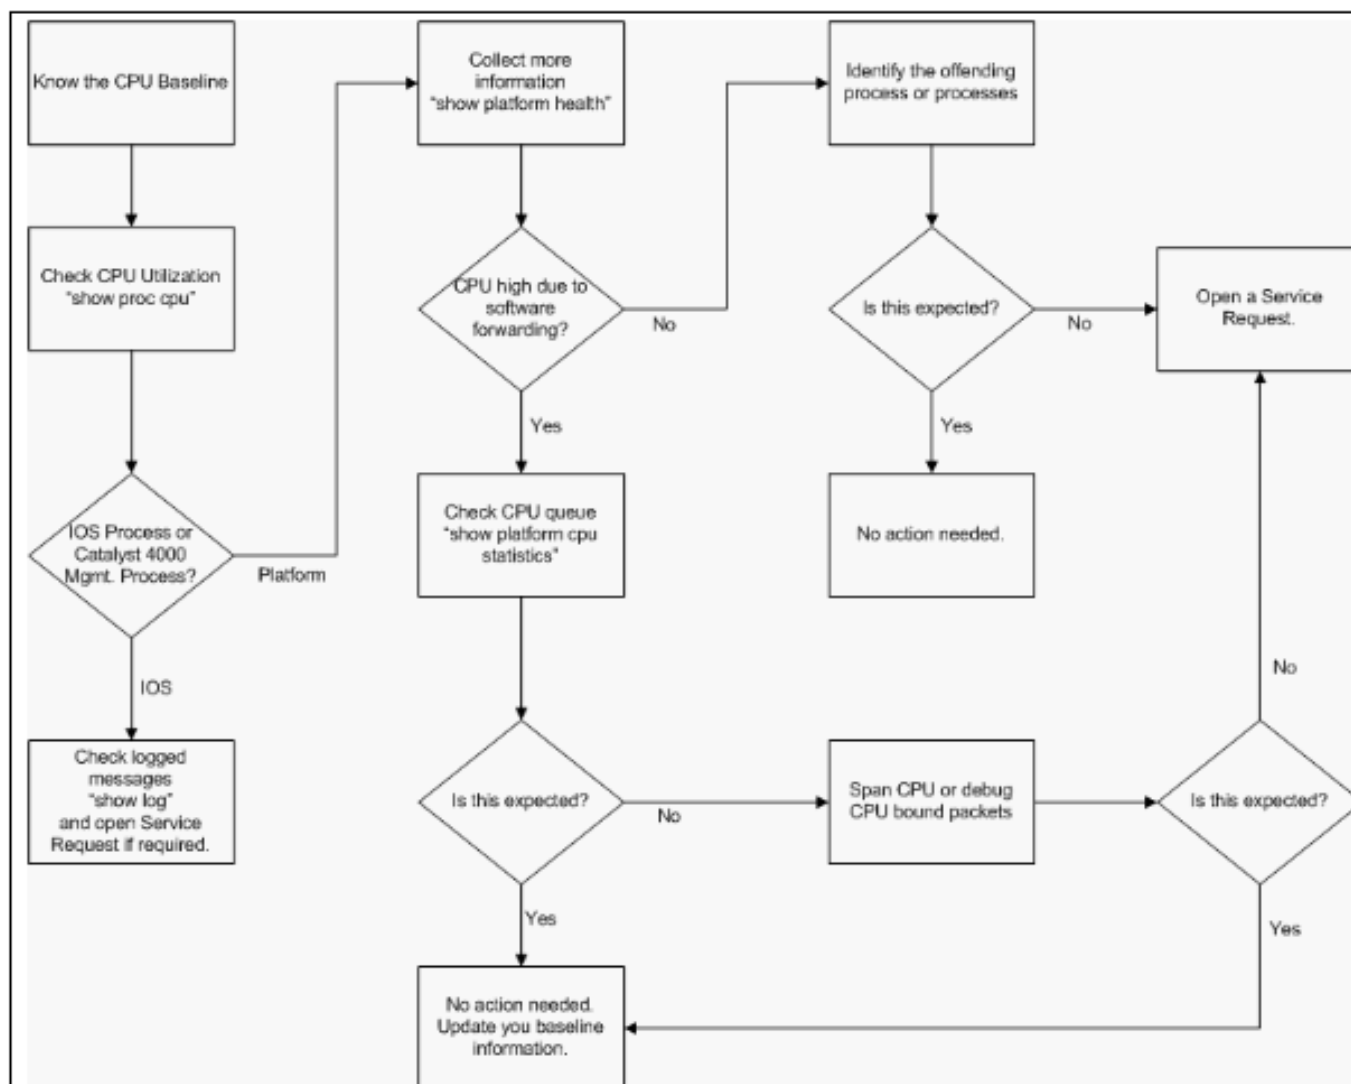 Know the CPU Baseline
Check CPU Utilization
"show proc cpu"
IOS Process or
Catalyst 4000
Mgmt. Process?
Platform
IOS
Check logged
messages
"show log"
and open Service
Request if required.
Collect more
information
"show platform health"
CPU high due to
software
forwarding?
No
Yes
Check CPU queue
"show platform cpu
statistics"
Is this expected?
No
Yes
No action needed.
Update you baseline
information.
Identify the offending
process or processes
Is this expected?
No
Yes
No action needed.
Span CPU or debug
CPU bound packets
Open a Service
Request.
No
Is this expected?
Yes